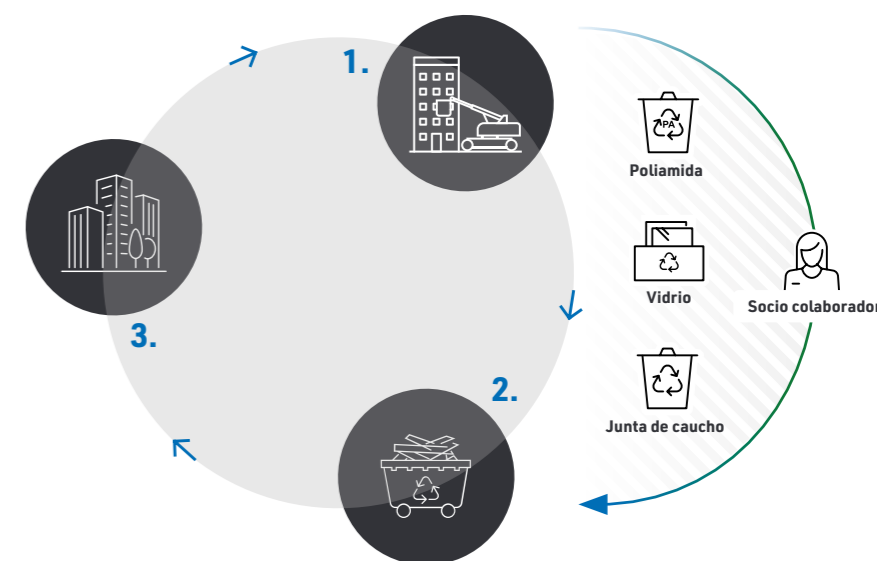 1.
PA
Poliamida
Vidrio
Socio colaborador
3.
2.
Junta de caucho